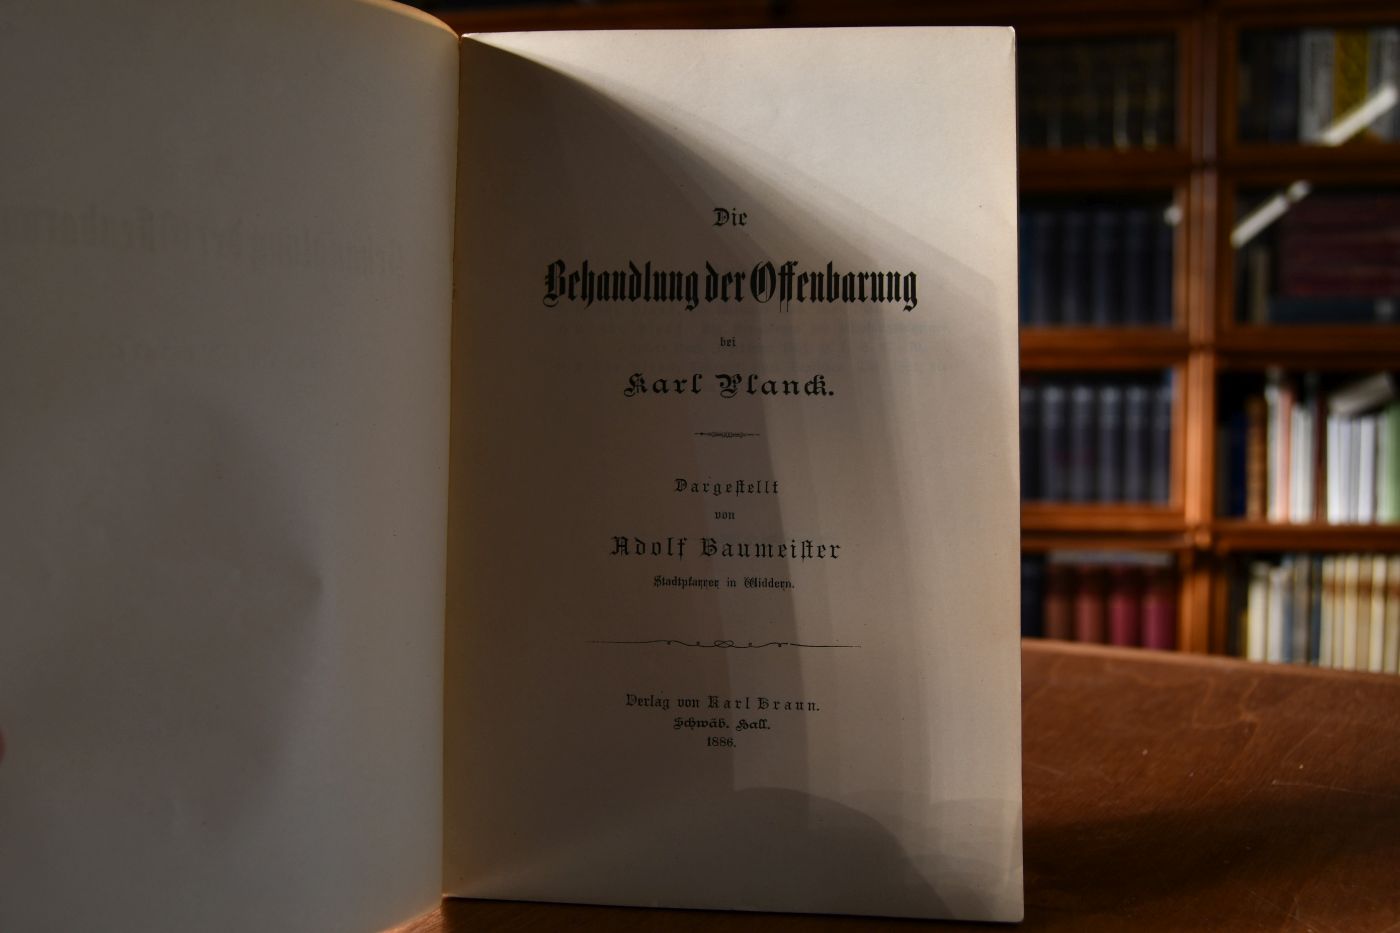 Die
Behandlung der Offenbarung
bei
Karl Planck.
Dargestellt
von
Adolf Baumeister
Stadtpfarrer in Widdern.
Verlag von Karl Braun.
Schwäb. Hall.
1886.